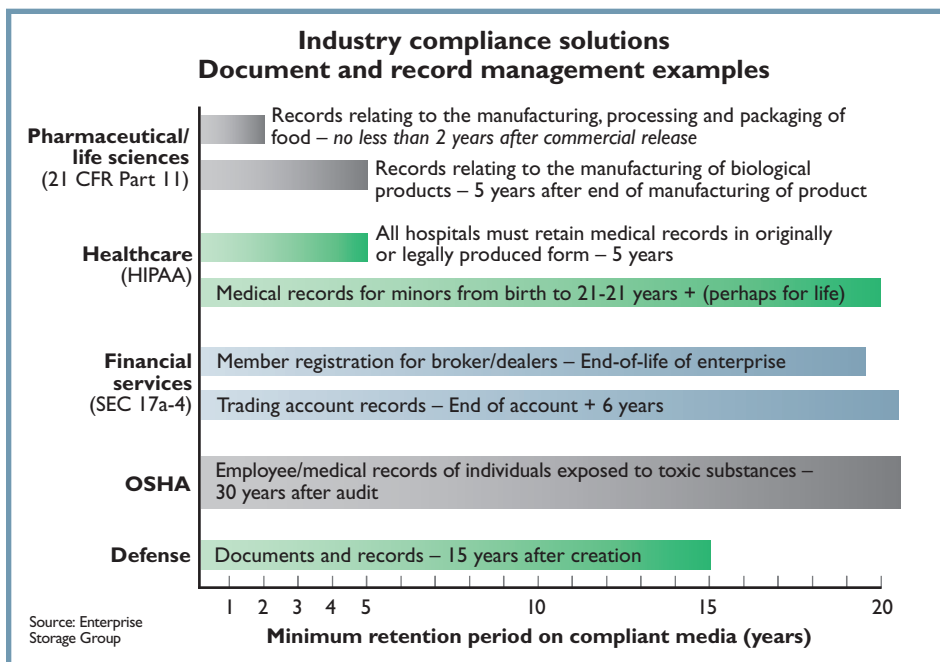 Industry compliance solutions
Document and record management examples
Pharmaceutical/
life sciences
(21 CFR Part 11)
Records relating to the manufacturing, processing and packaging of
food – no less than 2 years after commercial release
Records relating to the manufacturing of biological
products – 5 years after end of manufacturing of product
Healthcare
(HIPAA)
All hospitals must retain medical records in originally
or legally produced form – 5 years
Medical records for minors from birth to 21-21 years + (perhaps for life)
Financial
services
(SEC 17a-4)
Member registration for broker/dealers – End-of-life of enterprise
Trading account records – End of account + 6 years
OSHA
Employee/medical records of individuals exposed to toxic substances –
30 years after audit
Defense
Documents and records – 15 years after creation
1 2 3 4 5 10 15 20
Minimum retention period on compliant media (years)
Source: Enterprise
Storage Group